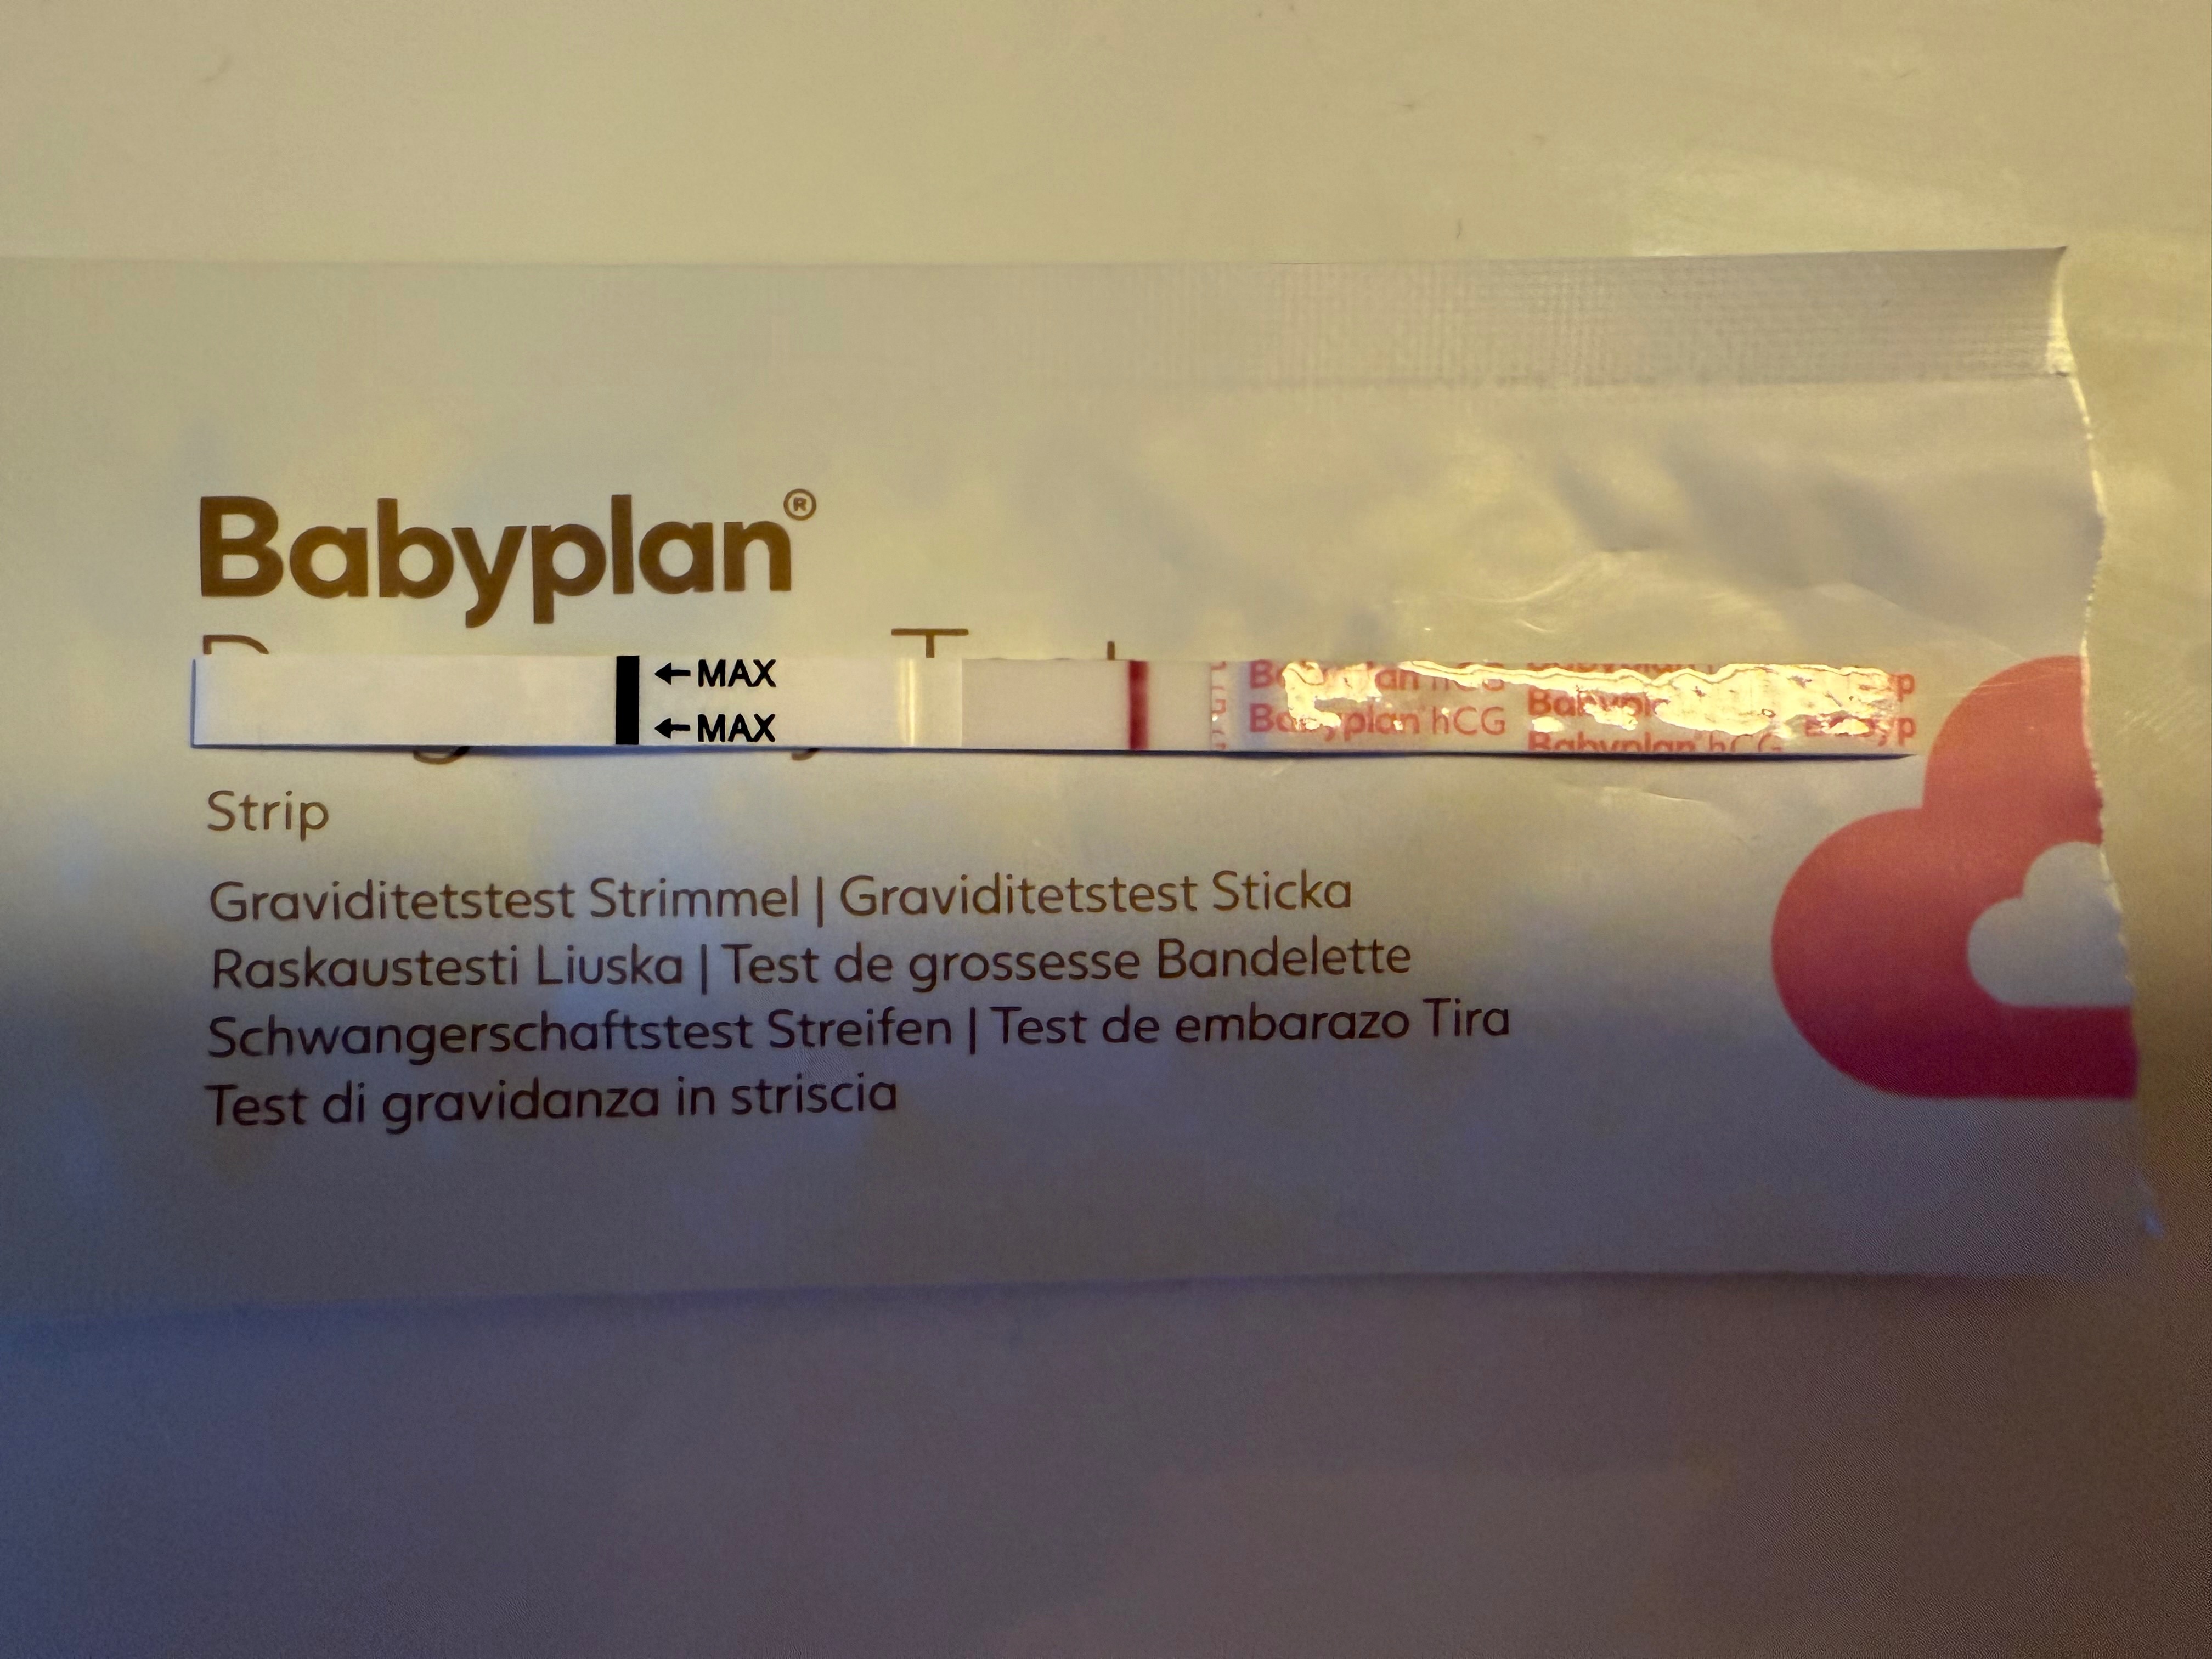 Babyplan®
←MAX
←MAX
Babyplan hCG
Strip
Graviditetstest Strimmel | Graviditetstest Sticka
Raskaustesti Liuska | Test de grossesse Bandelette
Schwangerschaftstest Streifen | Test de embarazo Tira
Test di gravidanza in striscia